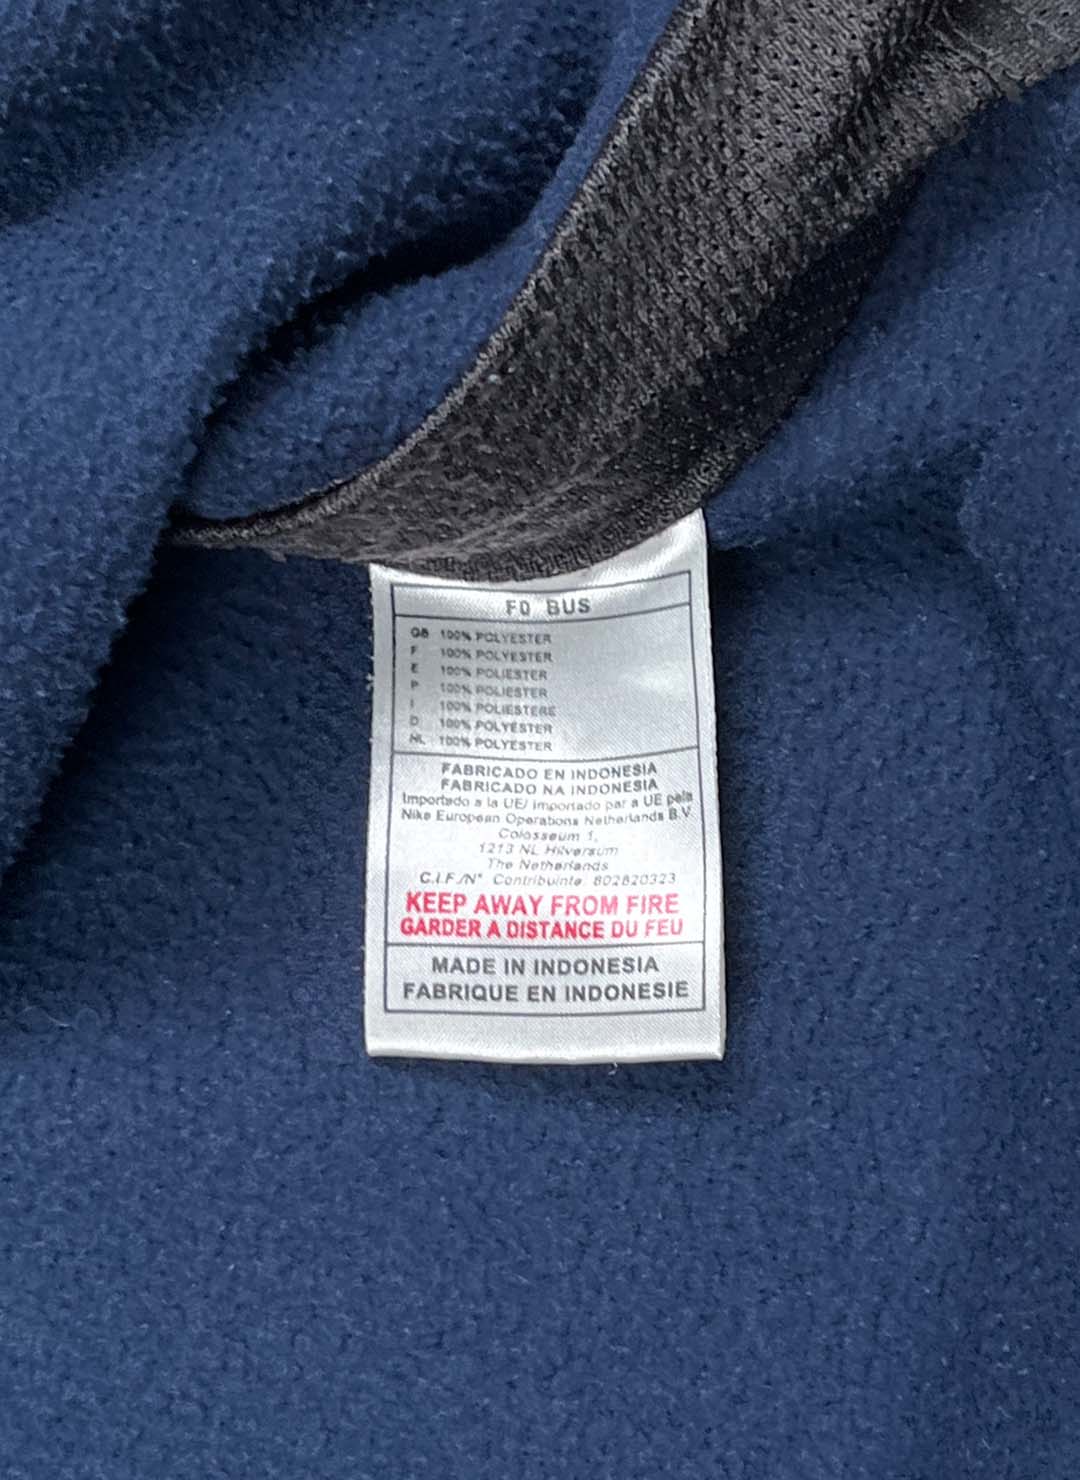 F0 BUS
GB 100% POLYESTER
F 100% POLYESTER
E 100% POLIESTER
P 100% POLIESTER
I 100% POLIESTERE
D 100% POLYESTER
NL 100% POLYESTER
FABRICADO EN INDONESIA
FABRICADO NA INDONESIA
Importado a la UE/ importado par a UE pela
Nike European Operations Netherlands B.V
Colosseum 1,
1213 NL Hilversum
The Netherlands
C.I.F./N° Contribuinte: 802820323
KEEP AWAY FROM FIRE
GARDER A DISTANCE DU FEU
MADE IN INDONESIA
FABRIQUE EN INDONESIE